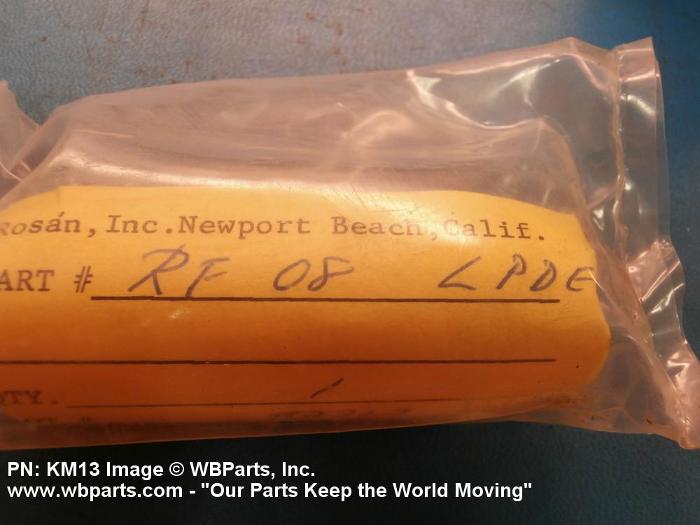 Rosán, Inc. Newport Beach, Calif.
ART # RF 08 LPDE
QTY. 1
PN: KM13 Image © WBParts, Inc.
www.wbparts.com - "Our Parts Keep the World Moving"